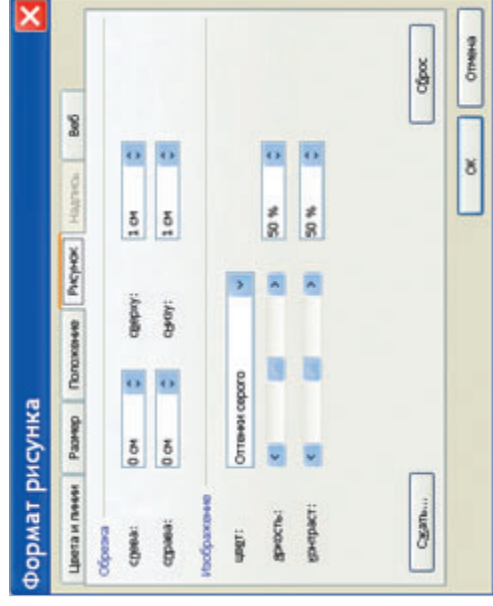 Формат рисунка
Цвета и линии Размер Положение Рисунок Надпись Веб
Обрезка
слева: 0 см сверху: 1 см
справа: 0 см снизу: 1 см
Изображение
цвет: Оттенки серого
яркость: 50 %
контраст: 50 %
Сжать... Сброс
ОК Отмена